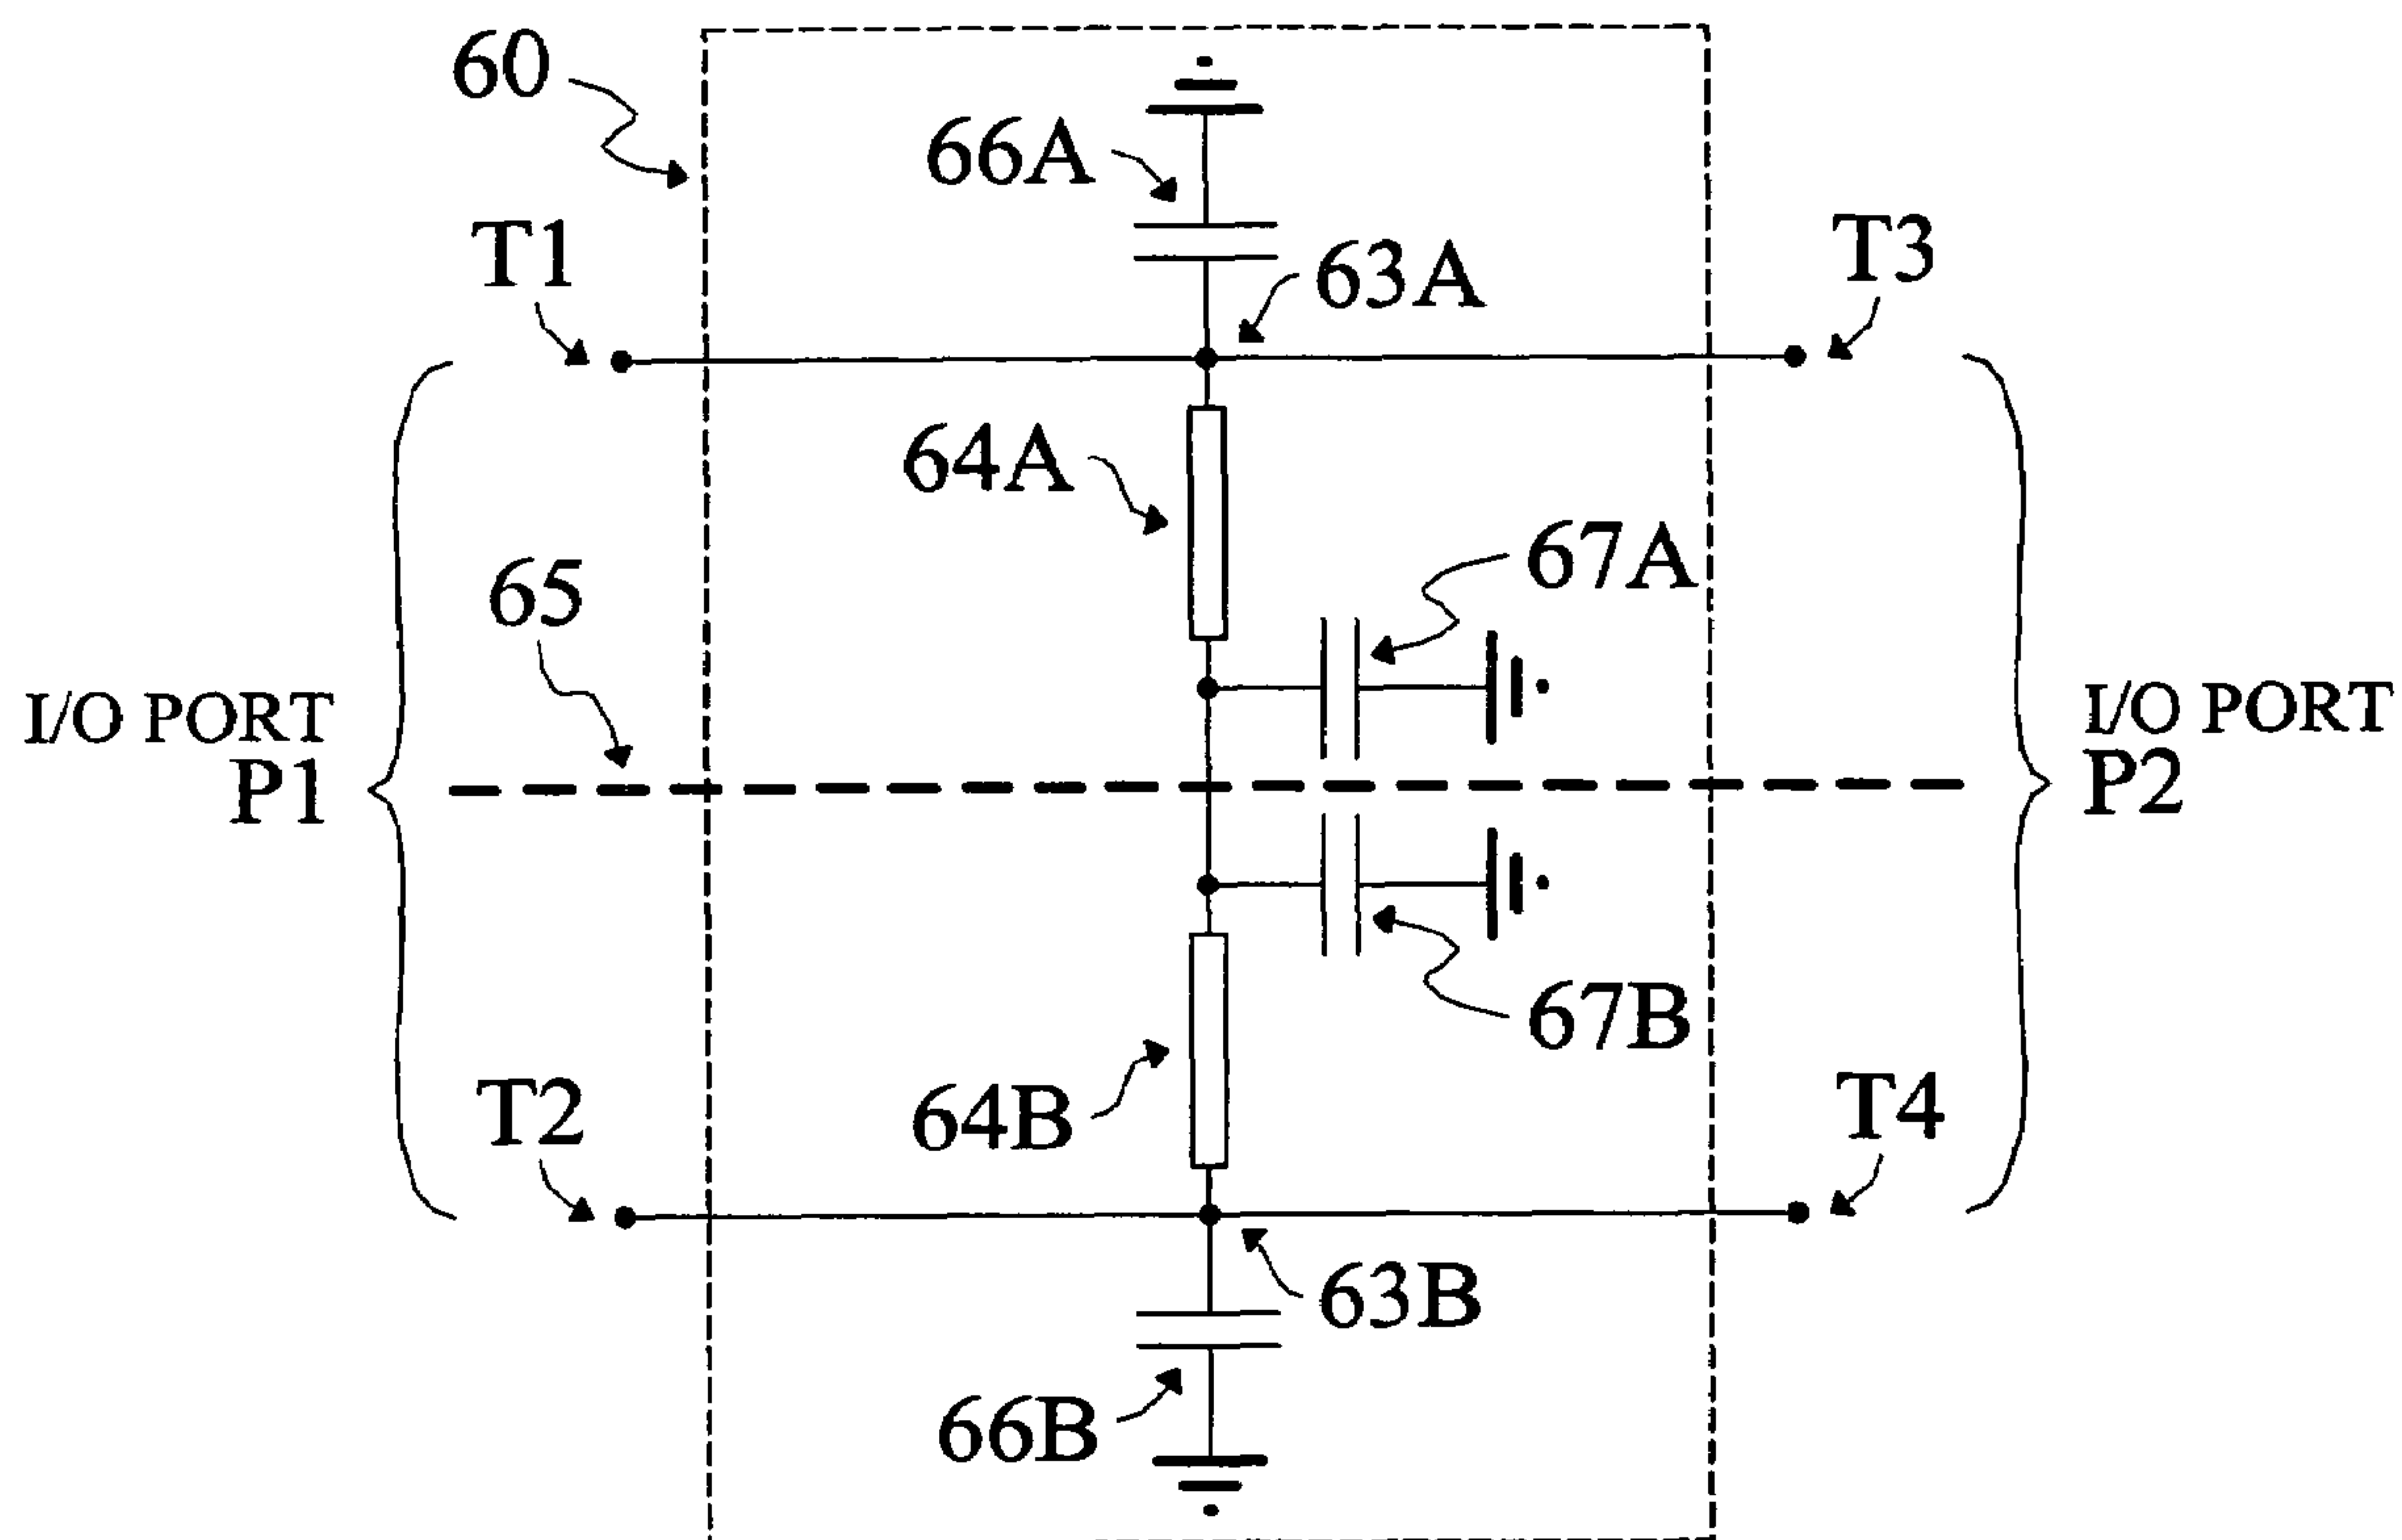 60
66A
T1
63A
T3
64A
67A
65
I/O PORT
P1
I/O PORT
P2
67B
T2
64B
T4
63B
66B